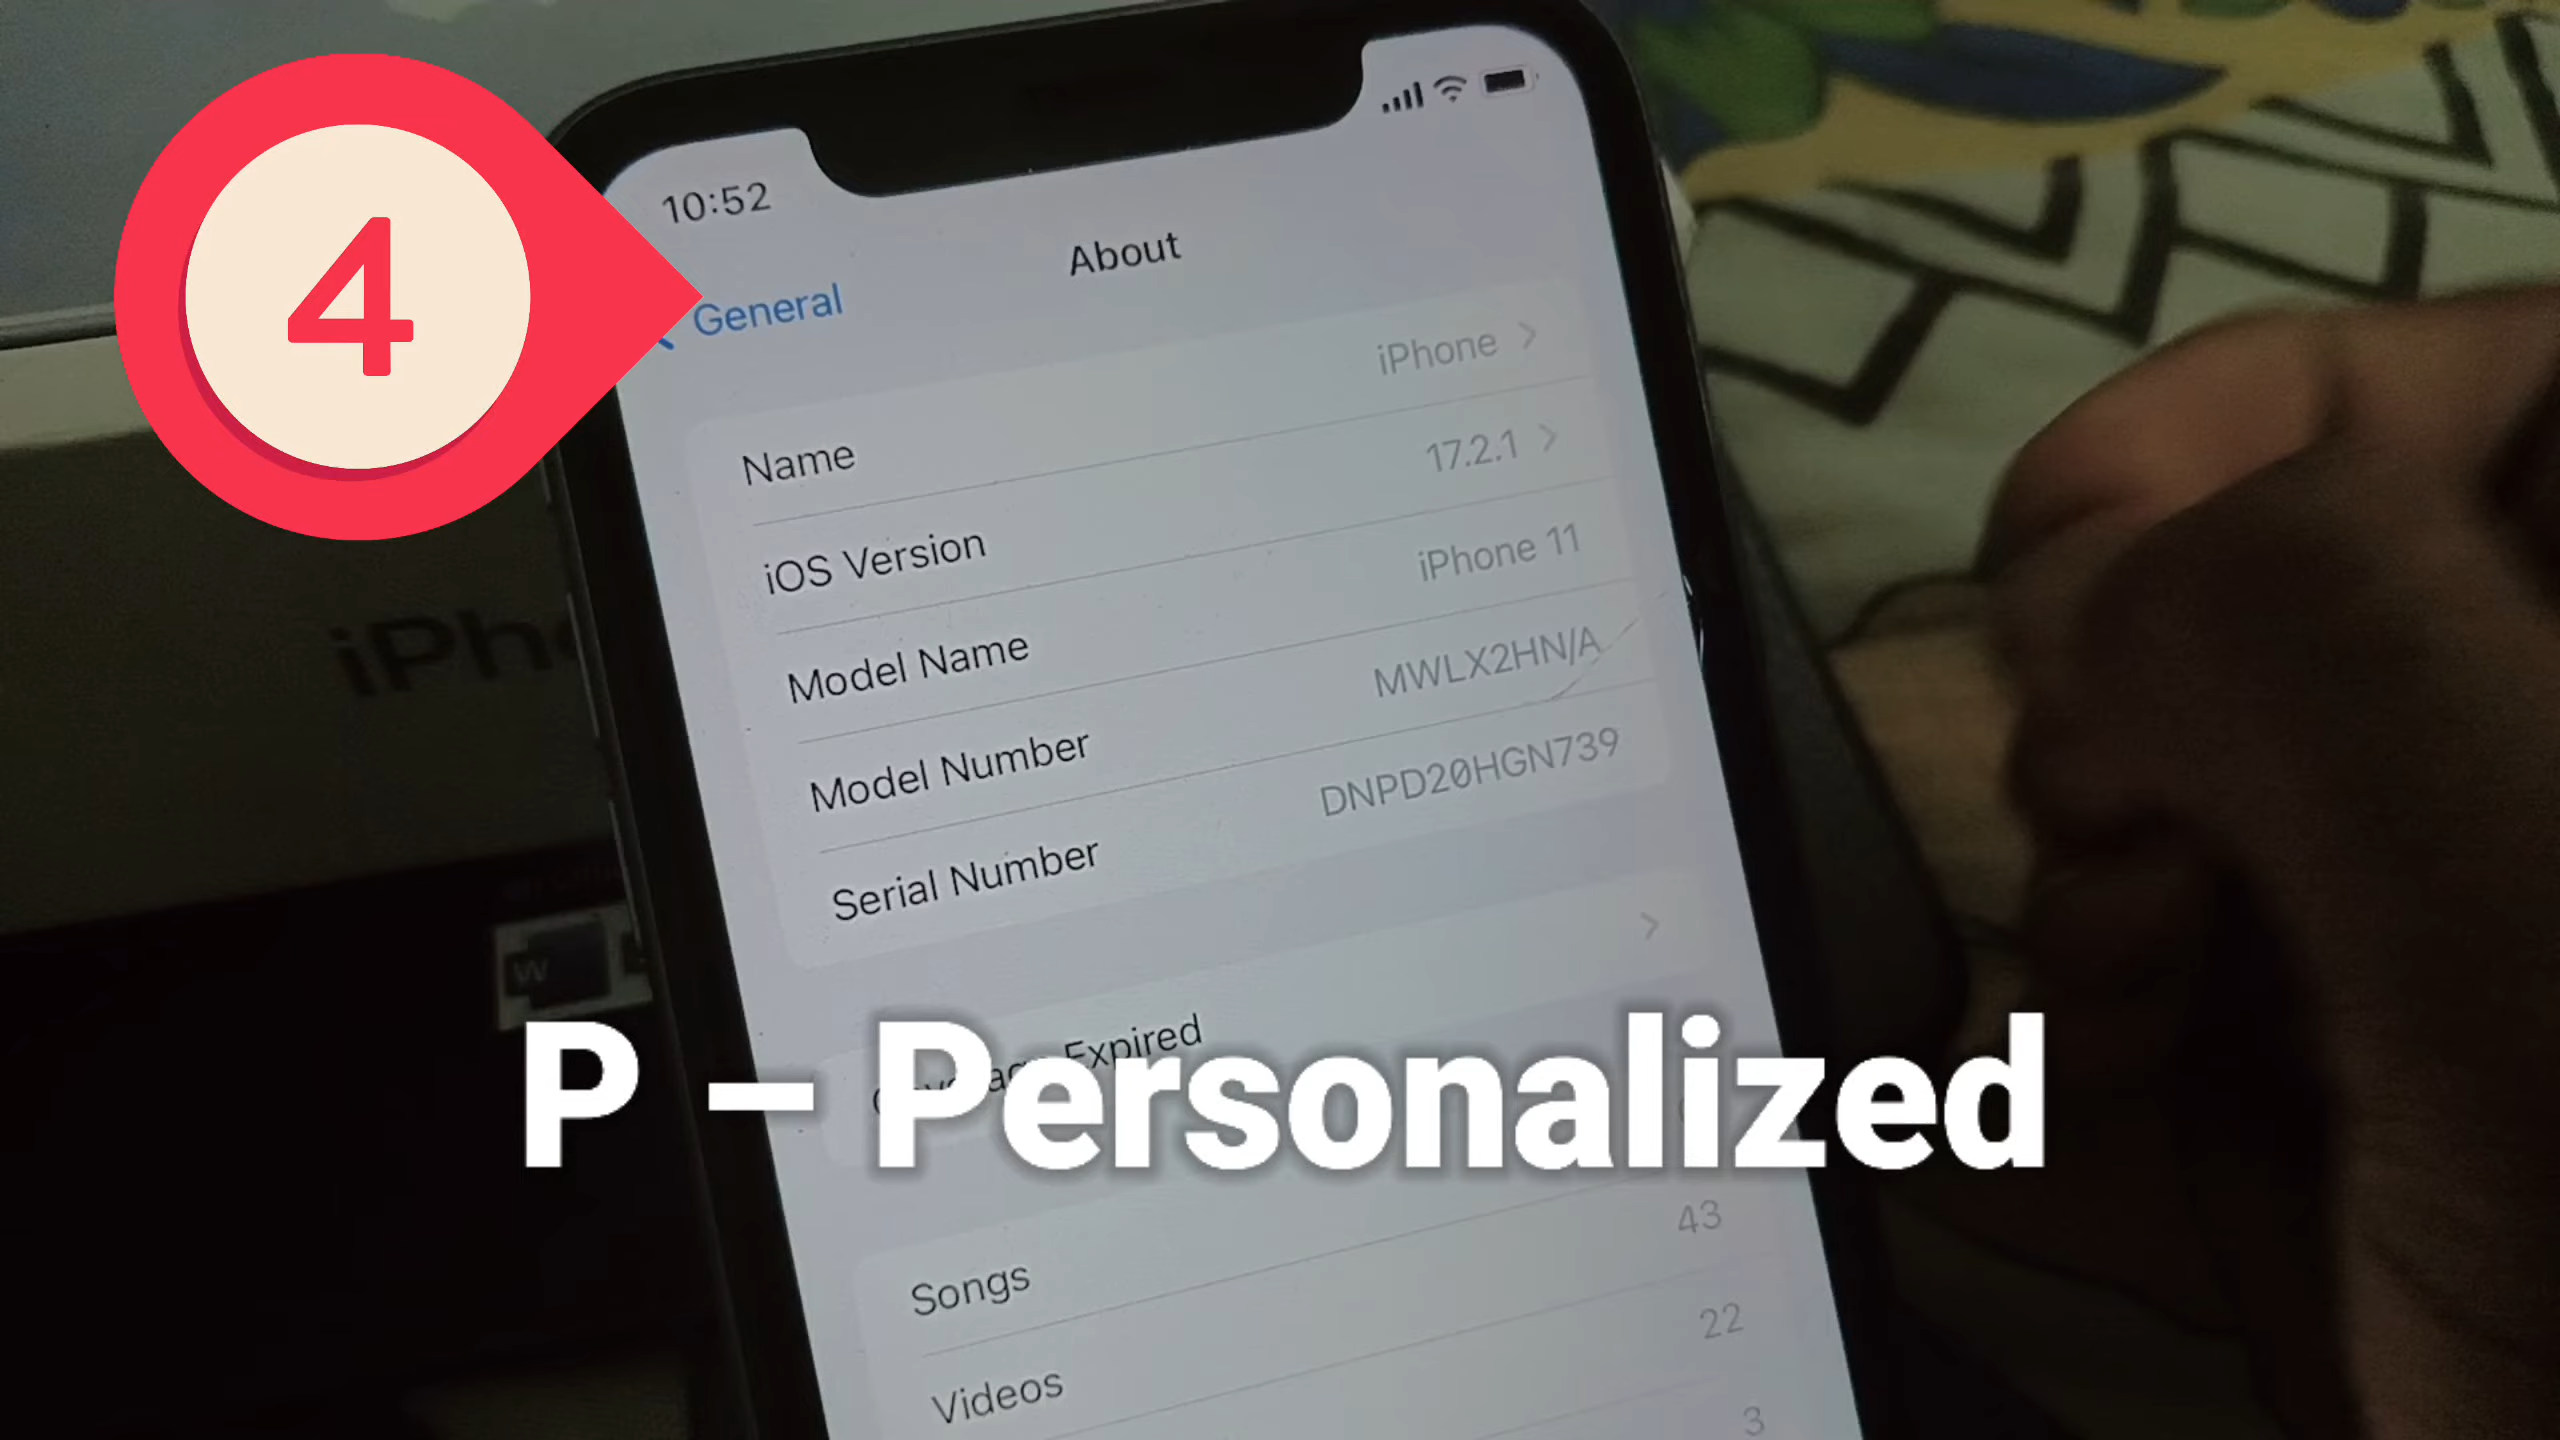 4
10:52
About
General
Name
iPhone
iOS Version
17.2.1
Model Name
iPhone 11
Model Number
MWLX2HN/A
Serial Number
DNPD20HGN739
Expired
P – Personalized
Songs
43
Videos
22
3
W